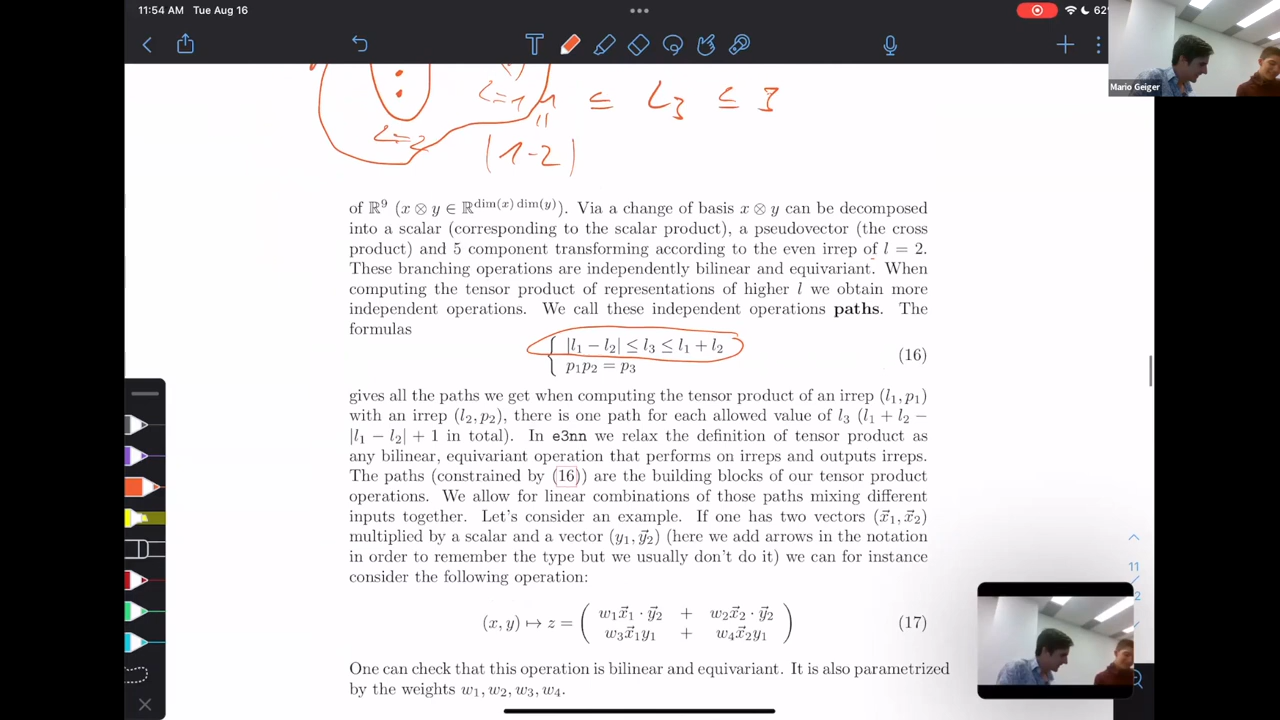 11:54 AM Tue Aug 16
Mario Geiger
≤ L3 ≤ 3
L=2
|1-2|
of ℝ⁹ (x ⊗ y ∈ ℝ^{dim(x) dim(y)}). Via a change of basis x ⊗ y can be decomposed
into a scalar (corresponding to the scalar product), a pseudovector (the cross
product) and 5 component transforming according to the even irrep of l = 2.
These branching operations are independently bilinear and equivariant. When
computing the tensor product of representations of higher l we obtain more
independent operations. We call these independent operations paths. The
formulas
{ |l₁ − l₂| ≤ l₃ ≤ l₁ + l₂
p₁p₂ = p₃ (16)
gives all the paths we get when computing the tensor product of an irrep (l₁, p₁)
with an irrep (l₂, p₂), there is one path for each allowed value of l₃ (l₁ + l₂ −
|l₁ − l₂| + 1 in total). In e3nn we relax the definition of tensor product as
any bilinear, equivariant operation that performs on irreps and outputs irreps.
The paths (constrained by (16)) are the building blocks of our tensor product
operations. We allow for linear combinations of those paths mixing different
inputs together. Let's consider an example. If one has two vectors (x⃗₁, x⃗₂)
multiplied by a scalar and a vector (y₁, y⃗₂) (here we add arrows in the notation
in order to remember the type but we usually don't do it) we can for instance
consider the following operation:
(x, y) ↦ z = ( w₁x⃗₁ · y⃗₂ + w₂x⃗₂ · y⃗₂
w₃x⃗₁y₁ + w₄x⃗₂y₁ ) (17)
One can check that this operation is bilinear and equivariant. It is also parametrized
by the weights w₁, w₂, w₃, w₄.
11